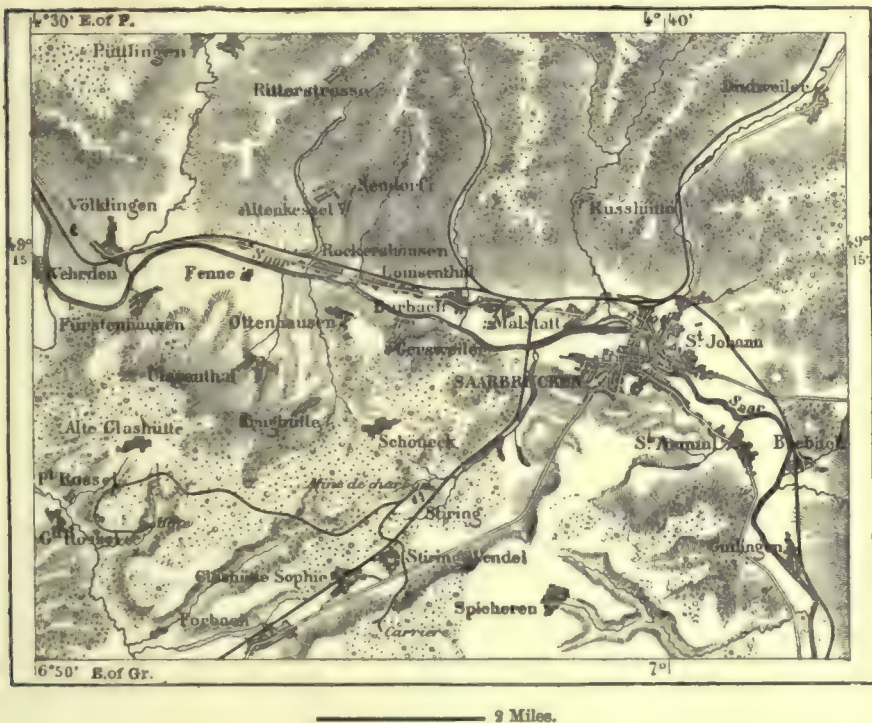 4°30' E.of P.
4°40'
Püttlingen
Ritterstrasse
Dudweiler
Neudorf
Altenkessel
Völklingen
Russhütte
49°
15'
49°
15'
Rockershausen
Saar
Louisenthal
Wehrden
Fenne
Burbach
Fürstenhausen
Ottenhausen
Malstatt
St Johann
Gersweiler
SAARBRÜCKEN
Klarenthal
Saar
Krughütte
Alte Glashütte
Schöneck
St Arnual
Pt Rossel
Mine de charbon
Stiring
Gd Rosselle
Stiring Wendel
Güdingen
Glashütte Sophie
Spicheren
Forbach
Carrière
6°50' E.of Gr.
7°
2 Miles.